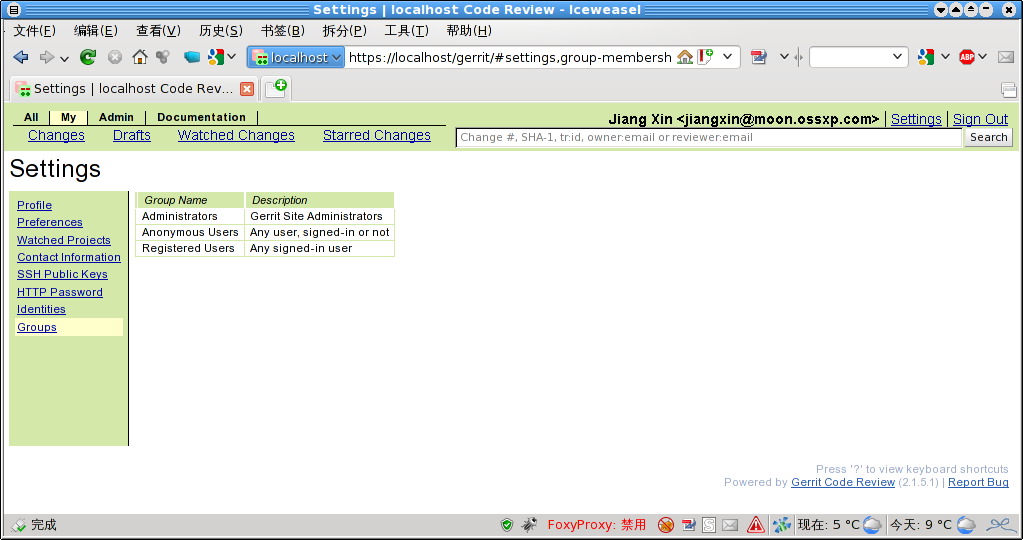 Settings | localhost Code Review - Iceweasel
文件(F) 编辑(E) 查看(V) 历史(S) 书签(B) 拆分(P) 工具(T) 帮助(H)
localhost https://localhost/gerrit/#settings,group-membersh ABP
Settings | localhost Code Rev...
All My Admin Documentation
Jiang Xin <jiangxin@moon.ossxp.com> | Settings | Sign Out
Changes Drafts Watched Changes Starred Changes
Change #, SHA-1, tr:id, owner:email or reviewer:email Search
Settings
Profile
Preferences
Watched Projects
Contact Information
SSH Public Keys
HTTP Password
Identities
Groups
Group Name Description
Administrators Gerrit Site Administrators
Anonymous Users Any user, signed-in or not
Registered Users Any signed-in user
Press '?' to view keyboard shortcuts
Powered by Gerrit Code Review (2.1.5.1) | Report Bug
完成 FoxyProxy: 禁用 S 现在: 5 °C 今天: 9 °C